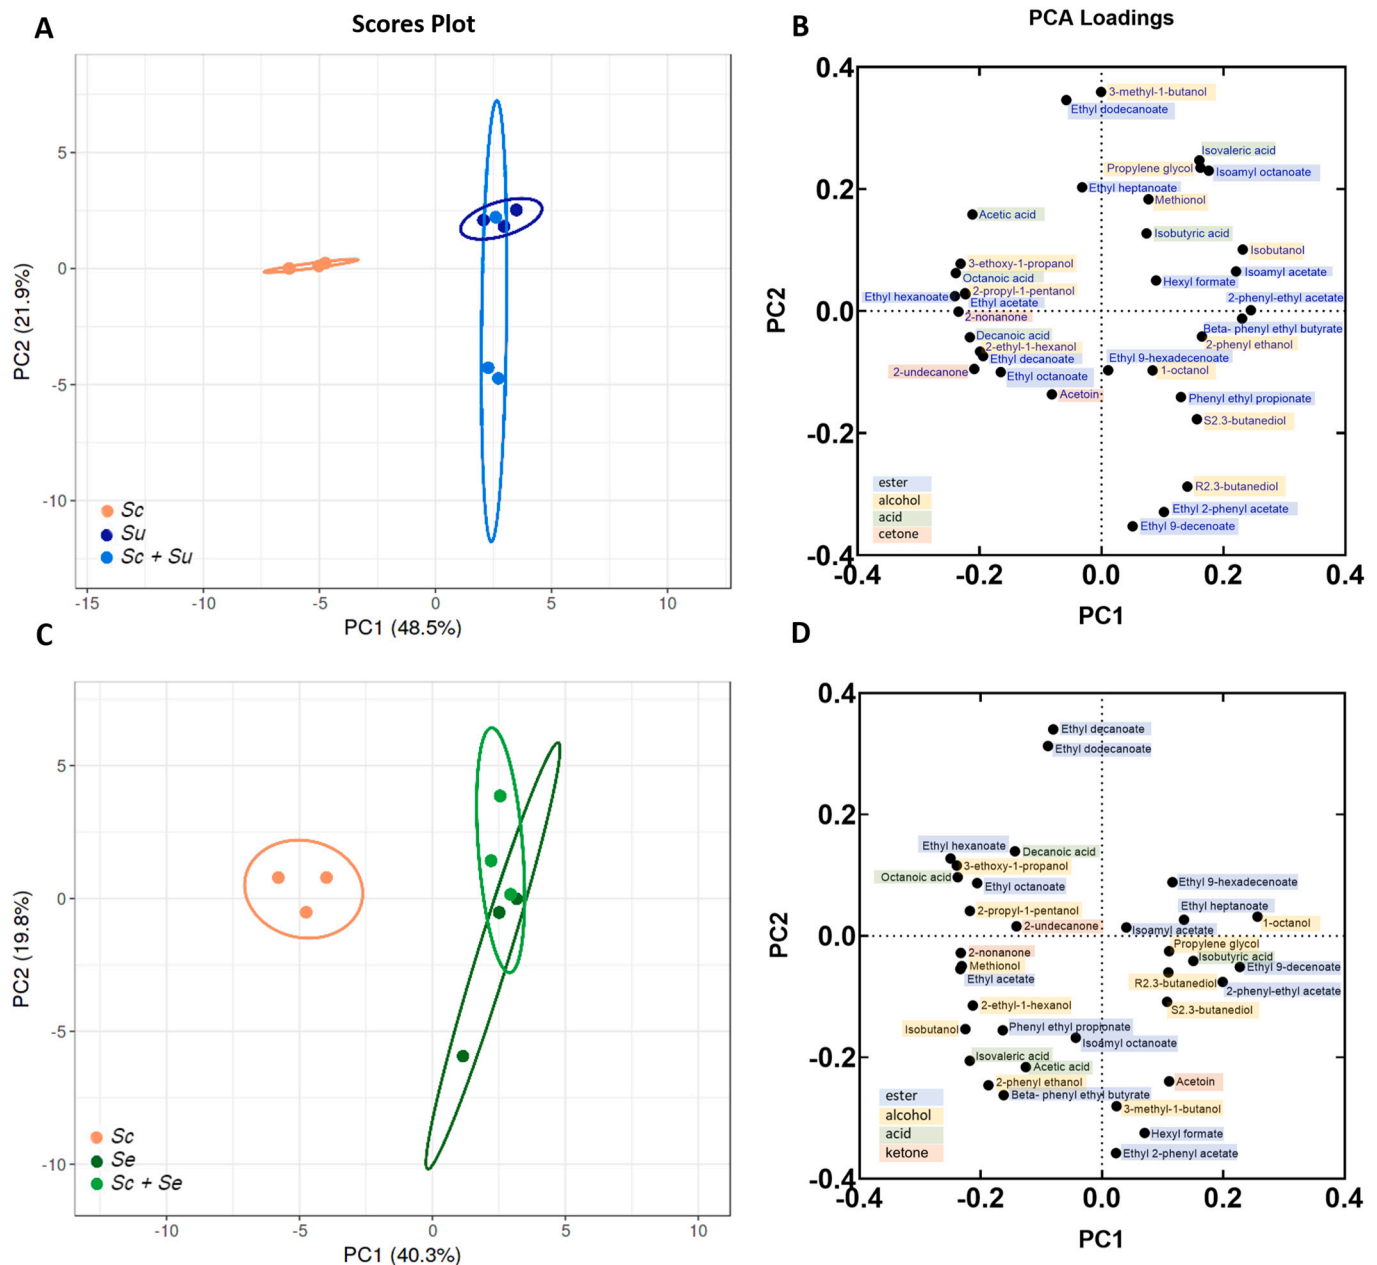 A
Scores Plot
PC2 (21.9%)
5
0
-5
-10
Sc
Su
Sc + Su
-15
-10
-5
0
5
10
PC1 (48.5%)
B
PCA Loadings
PC2
0.4
0.2
0.0
-0.2
-0.4
3-methyl-1-butanol
Ethyl dodecanoate
Isovaleric acid
Propylene glycol
Isoamyl octanoate
Ethyl heptanoate
Methionol
Acetic acid
Isobutyric acid
Isobutanol
3-ethoxy-1-propanol
Isoamyl acetate
Octanoic acid
Hexyl formate
2-propyl-1-pentanol
Ethyl hexanoate
2-phenyl-ethyl acetate
Ethyl acetate
2-nonanone
Beta- phenyl ethyl butyrate
Decanoic acid
2-phenyl ethanol
2-ethyl-1-hexanol
Ethyl decanoate
Ethyl 9-hexadecenoate
2-undecanone
1-octanol
Ethyl octanoate
Acetoin
Phenyl ethyl propionate
S2.3-butanediol
R2.3-butanediol
Ethyl 2-phenyl acetate
Ethyl 9-decenoate
ester
alcohol
acid
cetone
-0.4
-0.2
0.0
0.2
0.4
PC1
C
PC2 (19.8%)
5
0
-5
-10
Sc
Se
Sc + Se
-10
-5
0
5
10
PC1 (40.3%)
D
PC2
0.4
0.2
0.0
-0.2
-0.4
Ethyl decanoate
Ethyl dodecanoate
Ethyl hexanoate
Decanoic acid
3-ethoxy-1-propanol
Octanoic acid
Ethyl octanoate
Ethyl 9-hexadecenoate
Ethyl heptanoate
2-propyl-1-pentanol
1-octanol
2-undecanone
Isoamyl acetate
Propylene glycol
2-nonanone
Isobutyric acid
Methionol
Ethyl 9-decenoate
Ethyl acetate
R2.3-butanediol
2-phenyl-ethyl acetate
2-ethyl-1-hexanol
S2.3-butanediol
Isobutanol
Phenyl ethyl propionate
Isoamyl octanoate
Isovaleric acid
Acetic acid
2-phenyl ethanol
Acetoin
Beta- phenyl ethyl butyrate
3-methyl-1-butanol
Hexyl formate
Ethyl 2-phenyl acetate
ester
alcohol
acid
ketone
-0.4
-0.2
0.0
0.2
0.4
PC1